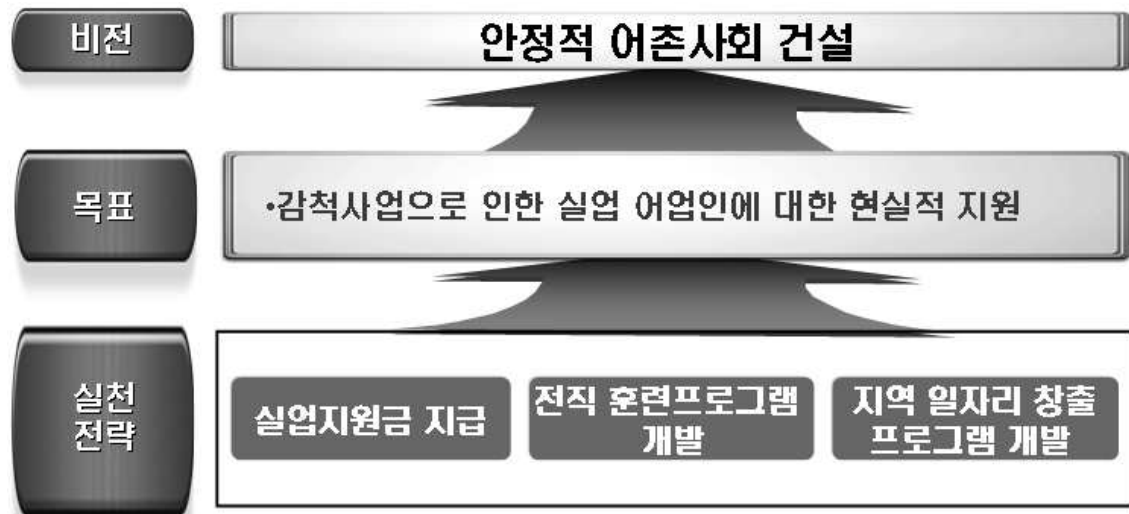 비전
안정적 어촌사회 건설
목표
•감척사업으로 인한 실업 어업인에 대한 현실적 지원
실천
전략
실업지원금 지급
전직 훈련프로그램
개발
지역 일자리 창출
프로그램 개발